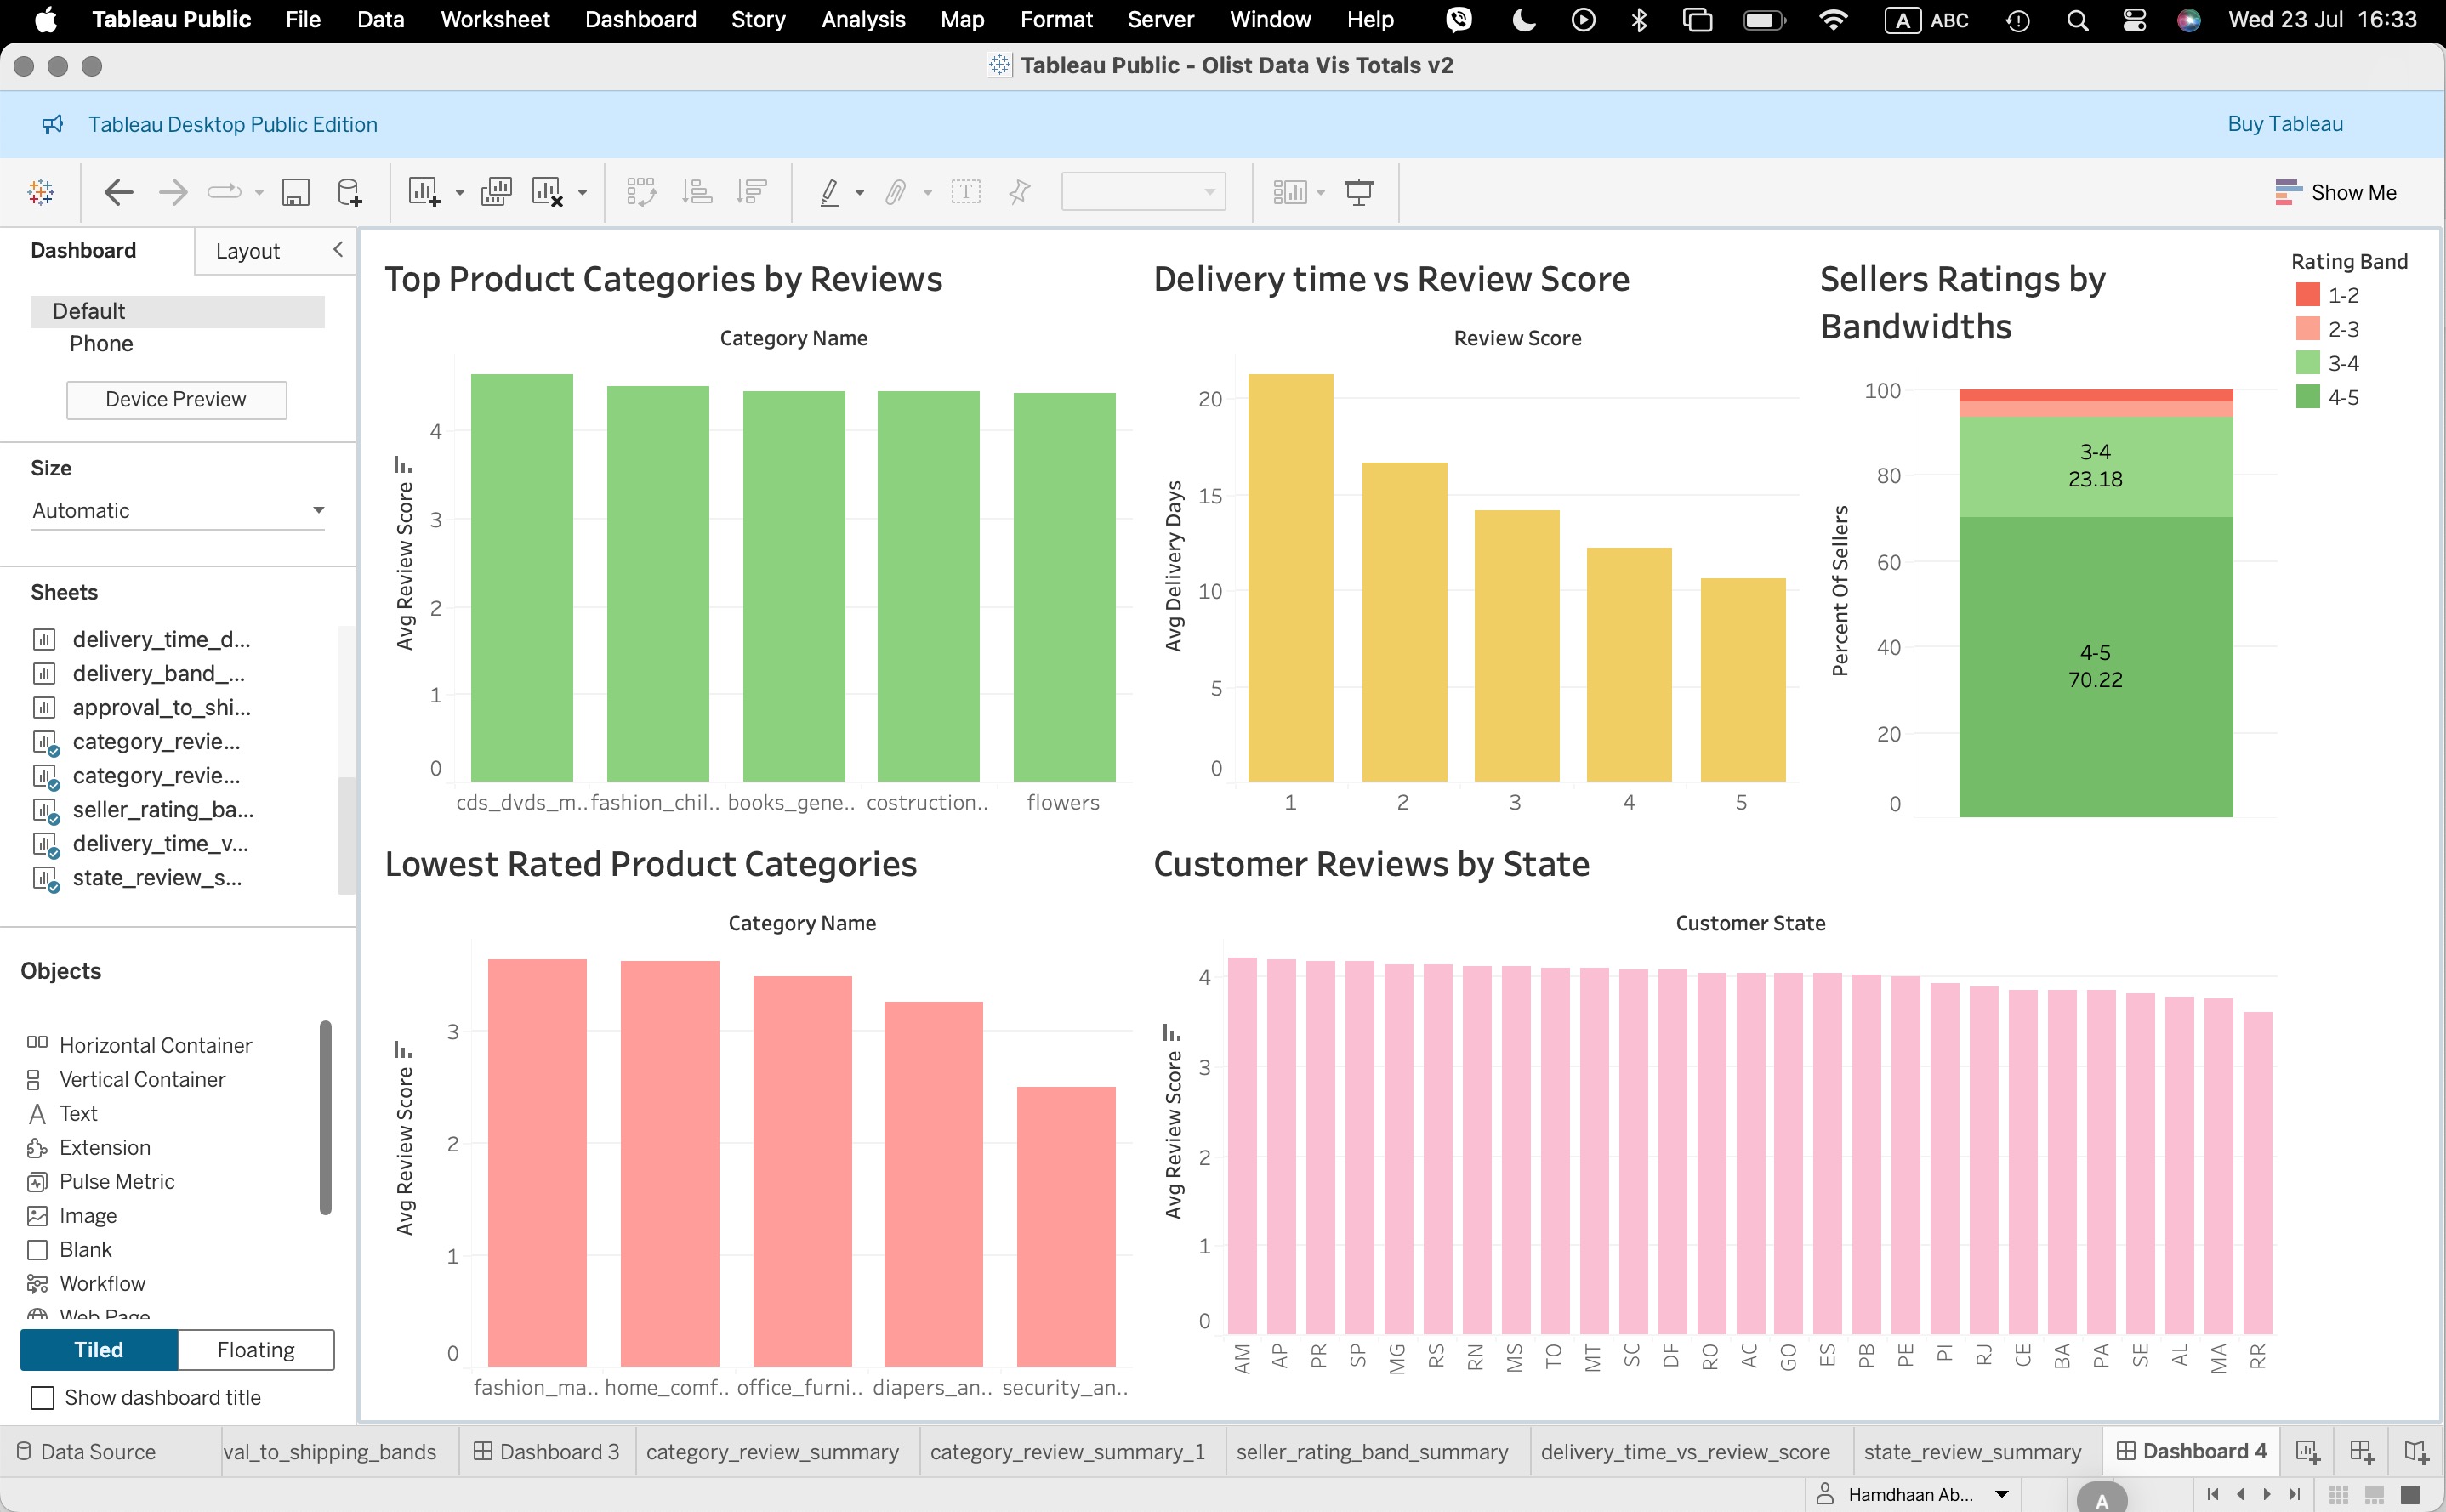 Tableau Public File Data Worksheet Dashboard Story Analysis Map Format Server Window Help A ABC Wed 23 Jul 16:33
Tableau Public - Olist Data Vis Totals v2
Tableau Desktop Public Edition
Buy Tableau
Show Me
Dashboard
Layout
Default
Phone
Device Preview
Size
Automatic
Sheets
delivery_time_d...
delivery_band_...
approval_to_shi...
category_revie...
category_revie...
seller_rating_ba...
delivery_time_v...
state_review_s...
Objects
Horizontal Container
Vertical Container
Text
Extension
Pulse Metric
Image
Blank
Workflow
Web Page
Tiled
Floating
Show dashboard title
Top Product Categories by Reviews
Category Name
Avg Review Score
4
3
2
1
0
cds_dvds_m.. fashion_chil.. books_gene.. costruction.. flowers
Delivery time vs Review Score
Review Score
Avg Delivery Days
20
15
10
5
0
1 2 3 4 5
Sellers Ratings by
Bandwidths
Percent Of Sellers
100
80
60
40
20
0
3-4
23.18
4-5
70.22
Rating Band
1-2
2-3
3-4
4-5
Lowest Rated Product Categories
Category Name
Avg Review Score
3
2
1
0
fashion_ma.. home_comf.. office_furni.. diapers_an.. security_an..
Customer Reviews by State
Customer State
Avg Review Score
4
3
2
1
0
AM AP PR SP MG RS RN MS TO MT SC DF RO AC GO ES PB PE PI RJ CE BA PA SE AL MA RR
Data Source
val_to_shipping_bands
Dashboard 3
category_review_summary
category_review_summary_1
seller_rating_band_summary
delivery_time_vs_review_score
state_review_summary
Dashboard 4
Hamdhaan Ab...
A